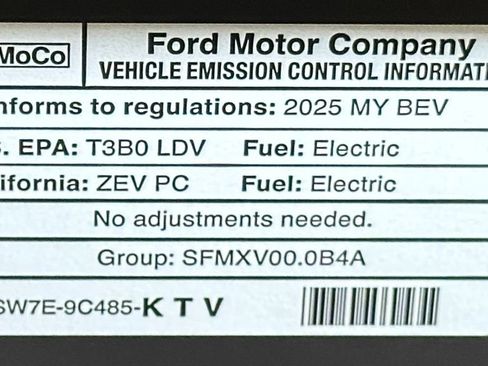 MoCo
Ford Motor Company
VEHICLE EMISSION CONTROL INFORMATI
nforms to regulations: 2025 MY BEV
. EPA: T3B0 LDV Fuel: Electric
ifornia: ZEV PC Fuel: Electric
No adjustments needed.
Group: SFMXV00.0B4A
SW7E-9C485-K T V